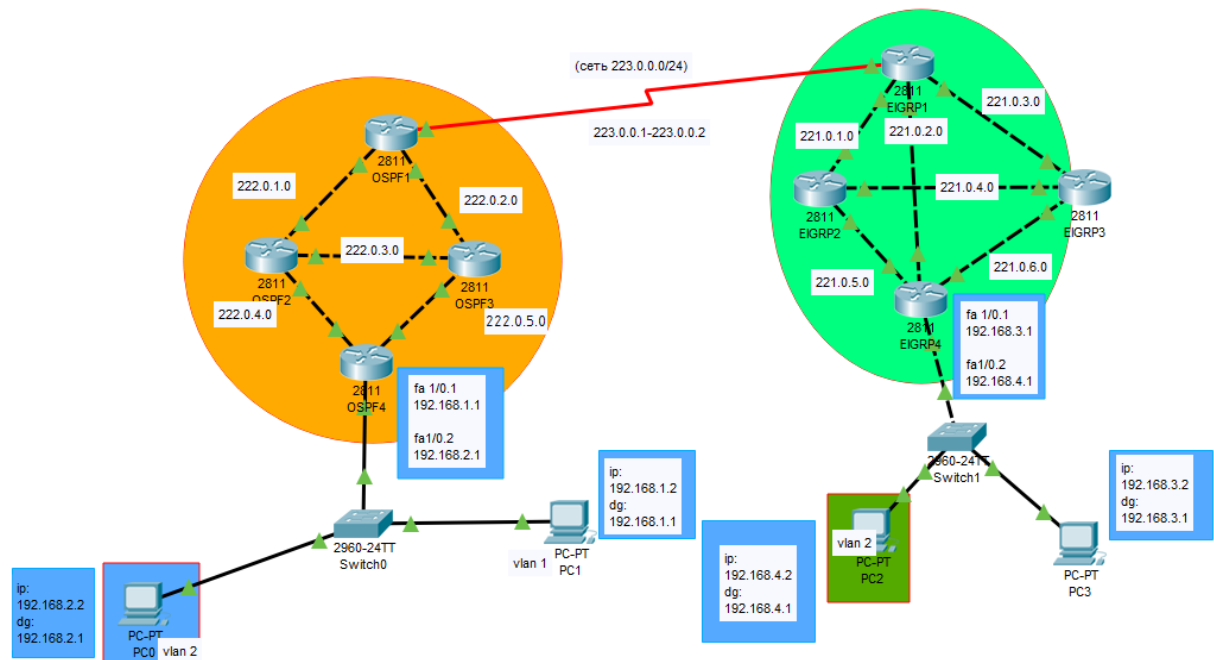 (сеть 223.0.0.0/24)
223.0.0.1-223.0.0.2
2811
OSPF1
222.0.1.0
222.0.2.0
222.0.3.0
2811
OSPF2
2811
OSPF3
222.0.4.0
222.0.5.0
2811
OSPF4
fa 1/0.1
192.168.1.1
fa1/0.2
192.168.2.1
2960-24TT
Switch0
vlan 1
PC-PT
PC1
ip:
192.168.1.2
dg:
192.168.1.1
ip:
192.168.2.2
dg:
192.168.2.1
PC-PT
PC0
vlan 2
2811
EIGRP1
221.0.1.0
221.0.2.0
221.0.3.0
221.0.4.0
2811
EIGRP2
2811
EIGRP3
221.0.5.0
221.0.6.0
2811
EIGRP4
fa 1/0.1
192.168.3.1
fa1/0.2
192.168.4.1
2960-24TT
Switch1
ip:
192.168.4.2
dg:
192.168.4.1
vlan 2
PC-PT
PC2
PC-PT
PC3
ip:
192.168.3.2
dg:
192.168.3.1